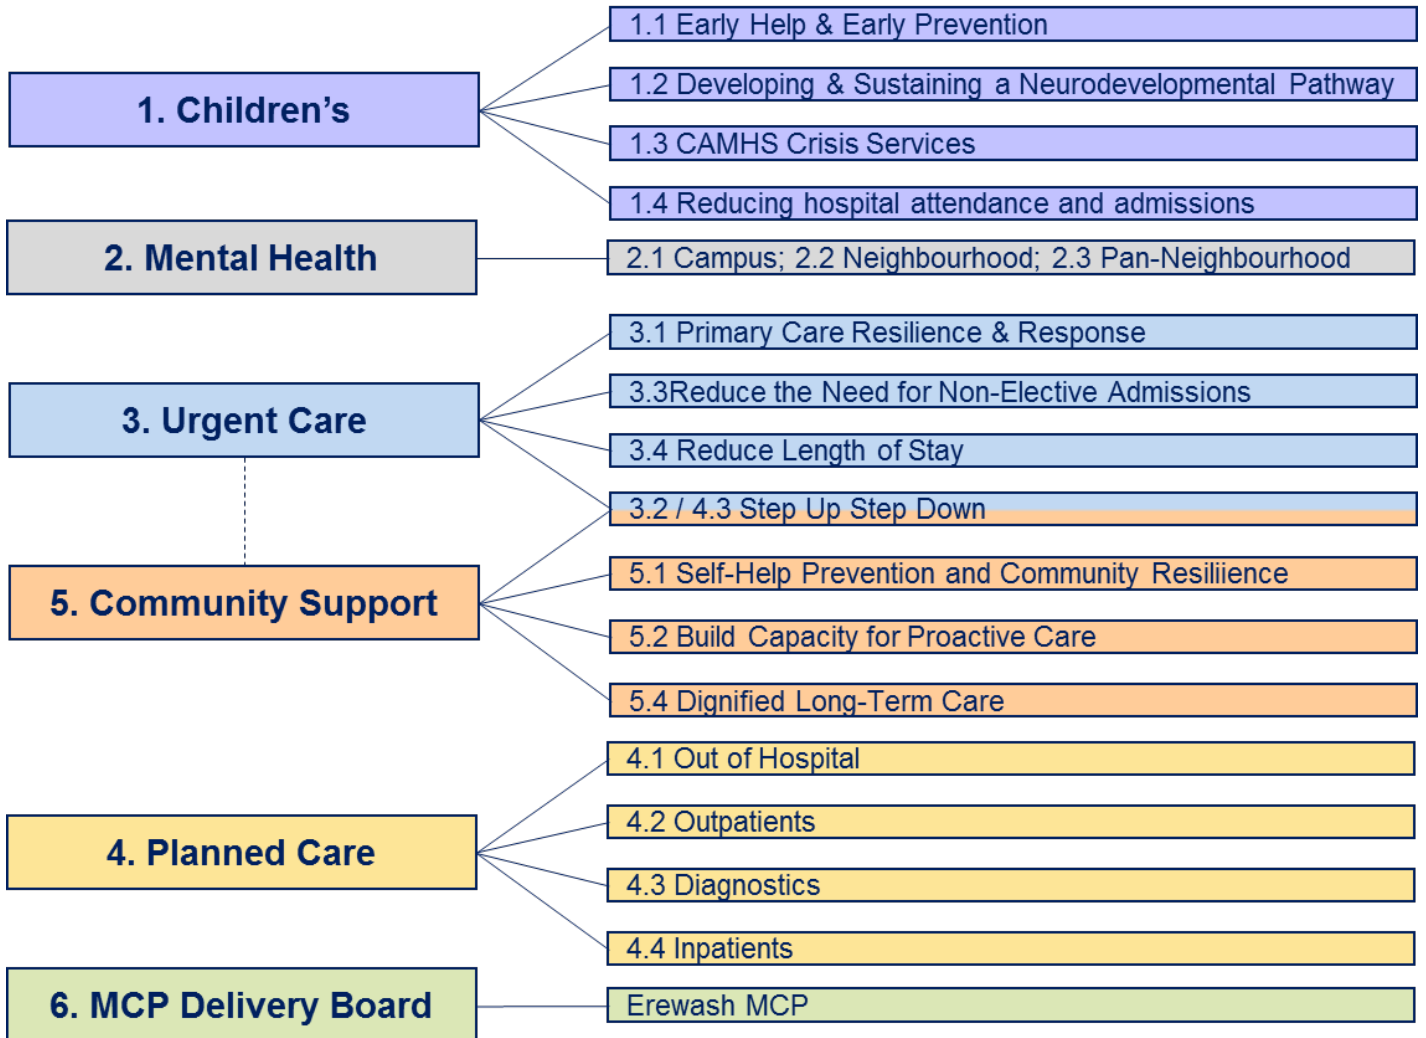 1. Children's
1.1 Early Help & Early Prevention
1.2 Developing & Sustaining a Neurodevelopmental Pathway
1.3 CAMHS Crisis Services
1.4 Reducing hospital attendance and admissions
2. Mental Health
2.1 Campus; 2.2 Neighbourhood; 2.3 Pan-Neighbourhood
3. Urgent Care
3.1 Primary Care Resilience & Response
3.3Reduce the Need for Non-Elective Admissions
3.4 Reduce Length of Stay
3.2 / 4.3 Step Up Step Down
5. Community Support
5.1 Self-Help Prevention and Community Resiliience
5.2 Build Capacity for Proactive Care
5.4 Dignified Long-Term Care
4. Planned Care
4.1 Out of Hospital
4.2 Outpatients
4.3 Diagnostics
4.4 Inpatients
6. MCP Delivery Board
Erewash MCP